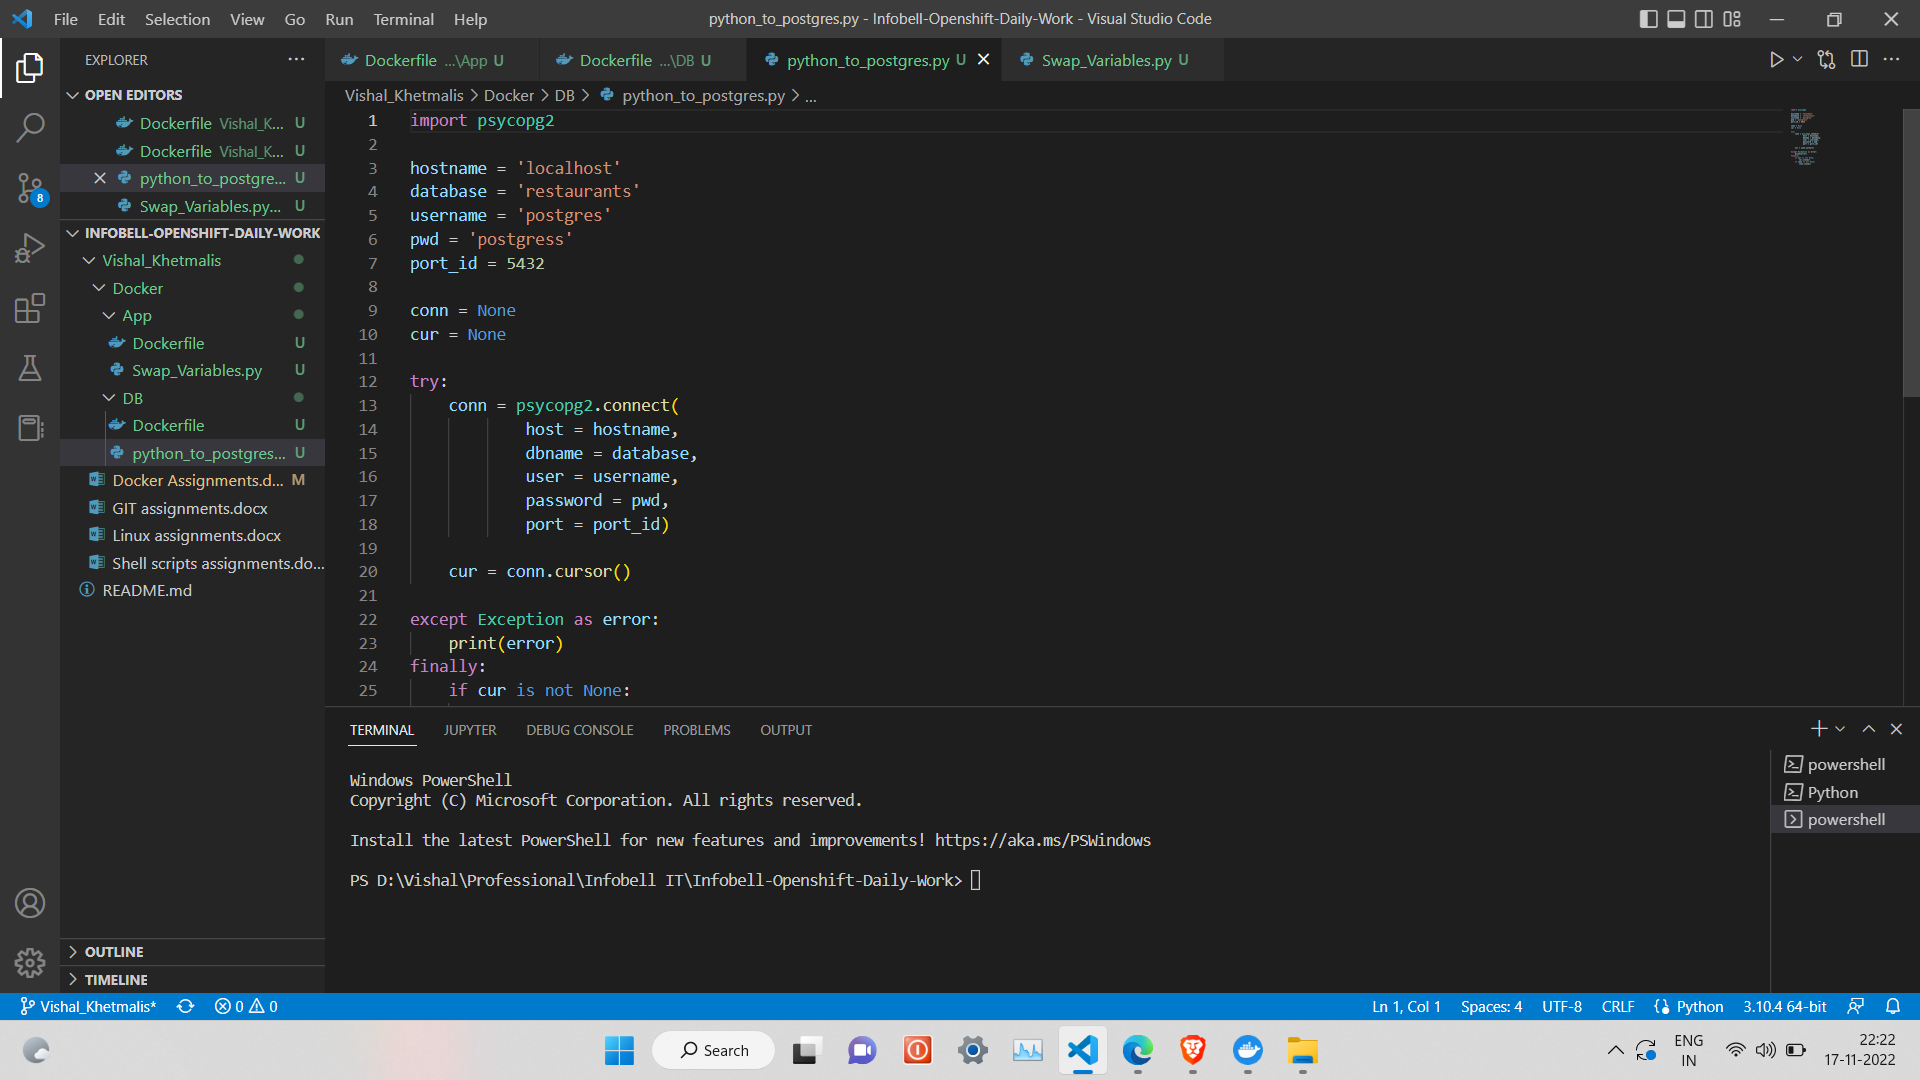 File Edit Selection View Go Run Terminal Help
python_to_postgres.py - Infobell-Openshift-Daily-Work - Visual Studio Code
EXPLORER
OPEN EDITORS
Dockerfile Vishal_K... U
Dockerfile Vishal_K... U
python_to_postgre... U
Swap_Variables.py... U
INFOBELL-OPENSHIFT-DAILY-WORK
Vishal_Khetmalis
Docker
App
Dockerfile U
Swap_Variables.py U
DB
Dockerfile U
python_to_postgres... U
Docker Assignments.d... M
GIT assignments.docx
Linux assignments.docx
Shell scripts assignments.do...
README.md
OUTLINE
TIMELINE
8
Dockerfile ...\App U
Dockerfile ...\DB U
python_to_postgres.py U
Swap_Variables.py U
Vishal_Khetmalis > Docker > DB > python_to_postgres.py > ...
1 import psycopg2
2
3 hostname = 'localhost'
4 database = 'restaurants'
5 username = 'postgres'
6 pwd = 'postgress'
7 port_id = 5432
8
9 conn = None
10 cur = None
11
12 try:
13 conn = psycopg2.connect(
14 host = hostname,
15 dbname = database,
16 user = username,
17 password = pwd,
18 port = port_id)
19
20 cur = conn.cursor()
21
22 except Exception as error:
23 print(error)
24 finally:
25 if cur is not None:
TERMINAL JUPYTER DEBUG CONSOLE PROBLEMS OUTPUT
Windows PowerShell
Copyright (C) Microsoft Corporation. All rights reserved.
Install the latest PowerShell for new features and improvements! https://aka.ms/PSWindows
PS D:\Vishal\Professional\Infobell IT\Infobell-Openshift-Daily-Work>
powershell
Python
powershell
Vishal_Khetmalis* 0 0
Ln 1, Col 1 Spaces: 4 UTF-8 CRLF Python 3.10.4 64-bit
Search
ENG
IN
22:22
17-11-2022